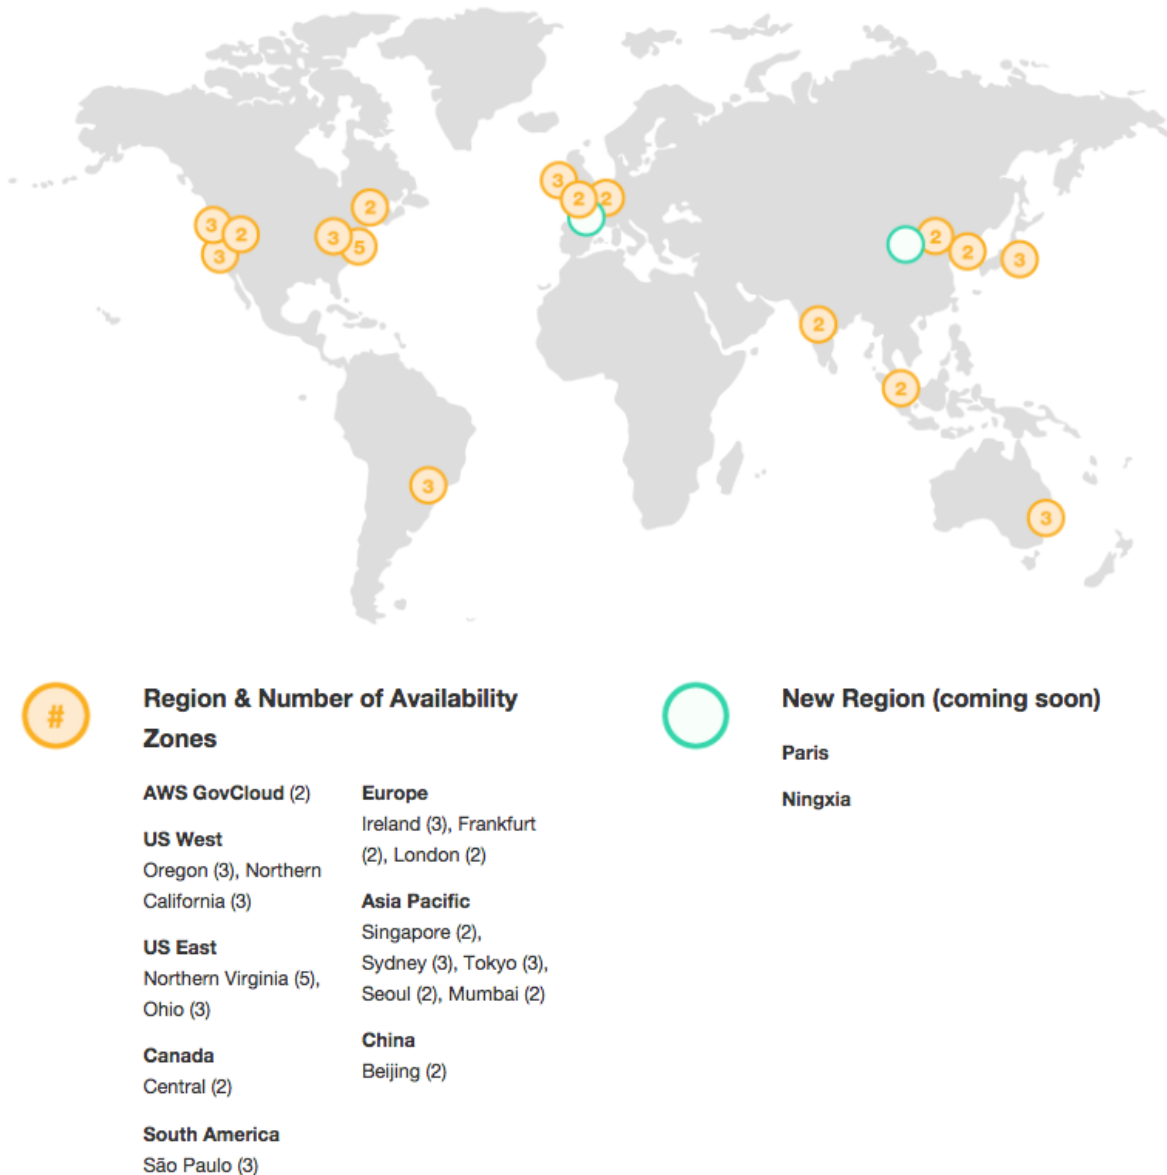 3
2
2
2
3
2
3
3
5
3
2
2
3
2
2
3
3
#
Region & Number of Availability
Zones
AWS GovCloud (2)
US West
Oregon (3), Northern
California (3)
US East
Northern Virginia (5),
Ohio (3)
Canada
Central (2)
South America
São Paulo (3)
Europe
Ireland (3), Frankfurt
(2), London (2)
Asia Pacific
Singapore (2),
Sydney (3), Tokyo (3),
Seoul (2), Mumbai (2)
China
Beijing (2)
New Region (coming soon)
Paris
Ningxia